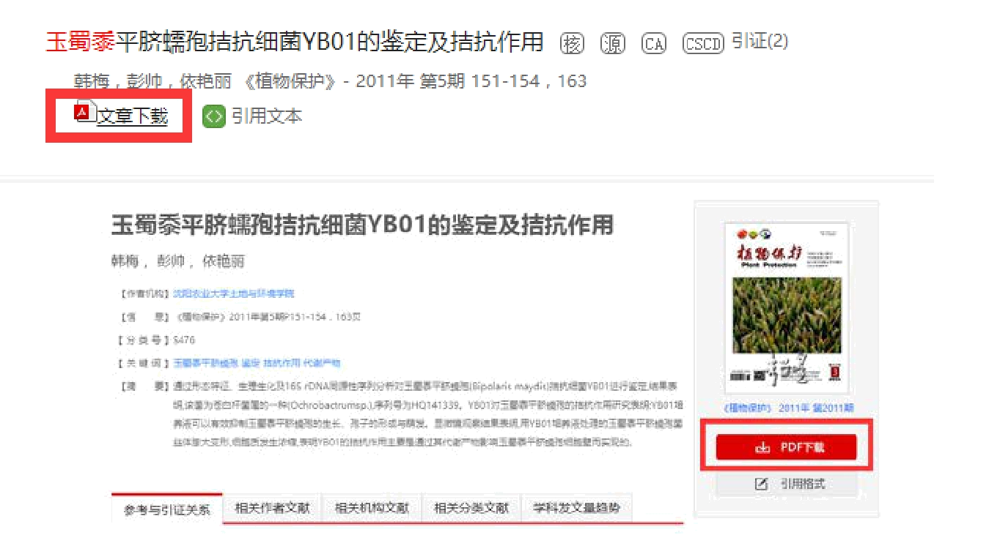 玉蜀黍平脐蠕孢拮抗细菌YB01的鉴定及拮抗作用 核 源 CA CSCD 引证(2)
韩梅，彭帅，依艳丽 《植物保护》- 2011年 第5期 151-154，163
文章下载 引用文本
玉蜀黍平脐蠕孢拮抗细菌YB01的鉴定及拮抗作用
韩梅， 彭帅， 依艳丽
【作者机构】沈阳农业大学土地与环境学院
【信 息】《植物保护》2011年第5期P151-154．163页
【分 类 号】S476
【关 键 词】玉蜀黍平脐蠕孢 鉴定 拮抗作用 代谢产物
【摘 要】通过形态特征、生理生化及16S rDNA同源性序列分析对玉蜀黍平脐蠕孢(Bipolaris maydis)拮抗细菌YB01进行鉴定,结果表
明,该菌为苍白杆菌属的一种(Ochrobactrumsp.),序列号为HQ141339。YB01对玉蜀黍平脐蠕孢的拮抗作用研究表明:YB01培
养液可以有效抑制玉蜀黍平脐蠕孢的生长、孢子的形成与萌发。显微镜观察结果表明,用YB01培养液处理的玉蜀黍平脐蠕孢菌
丝体膨大变形,细胞质发生浓缩,表明YB01的拮抗作用主要是通过其代谢产物影响玉蜀黍平脐蠕孢细胞壁而实现的。
植物保护
Plant Protection
3
《植物保护》 2011年 第2011期
PDF下载
引用格式
参考与引证关系 相关作者文献 相关机构文献 相关分类文献 学科发文量趋势